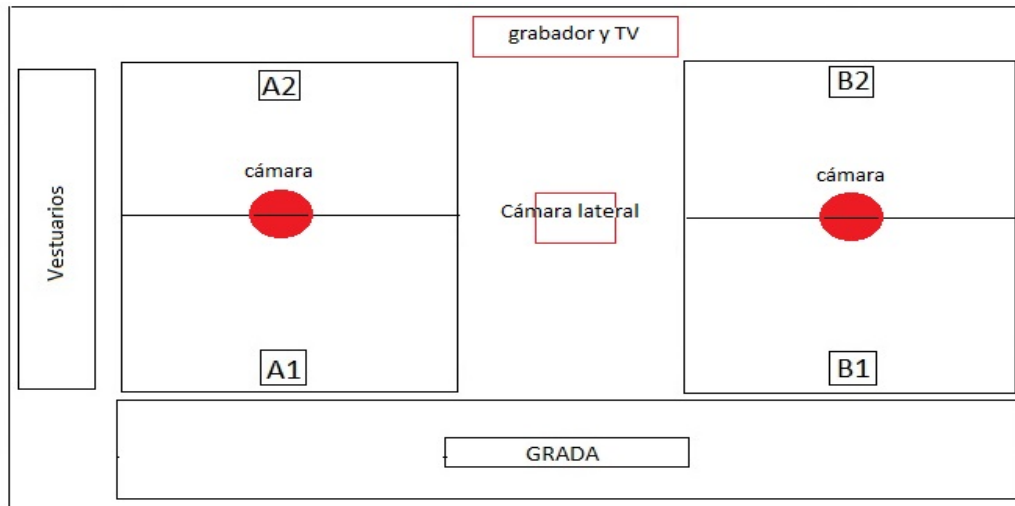 grabador y TV
A2
B2
cámara
cámara
Vestuarios
Cámara lateral
A1
B1
GRADA